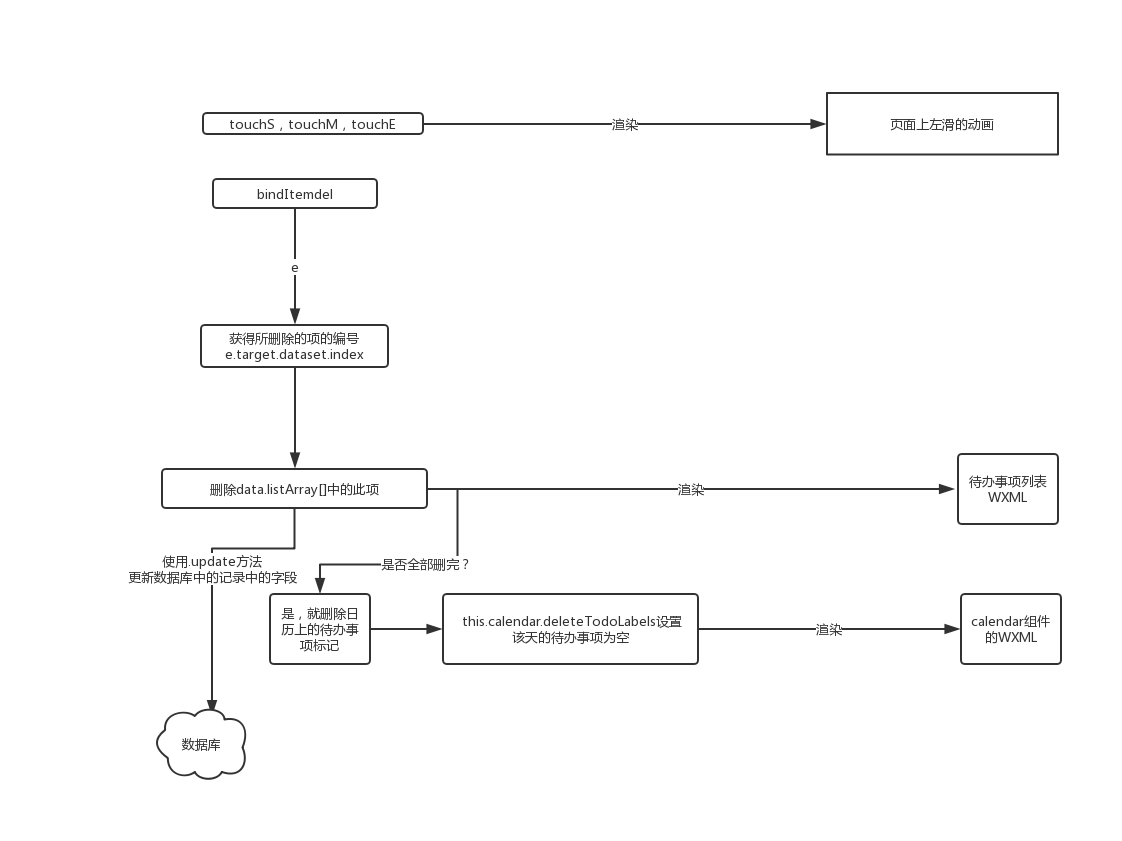 touchS，touchM，touchE
渲染
页面上左滑的动画
bindItemdel
e
获得所删除的项的编号
e.target.dataset.index
删除data.listArray[]中的此项
渲染
待办事项列表
WXML
使用.update方法
更新数据库中的记录中的字段
是否全部删完？
是，就删除日
历上的待办事
项标记
this.calendar.deleteTodoLabels设置
该天的待办事项为空
渲染
calendar组件
的WXML
数据库